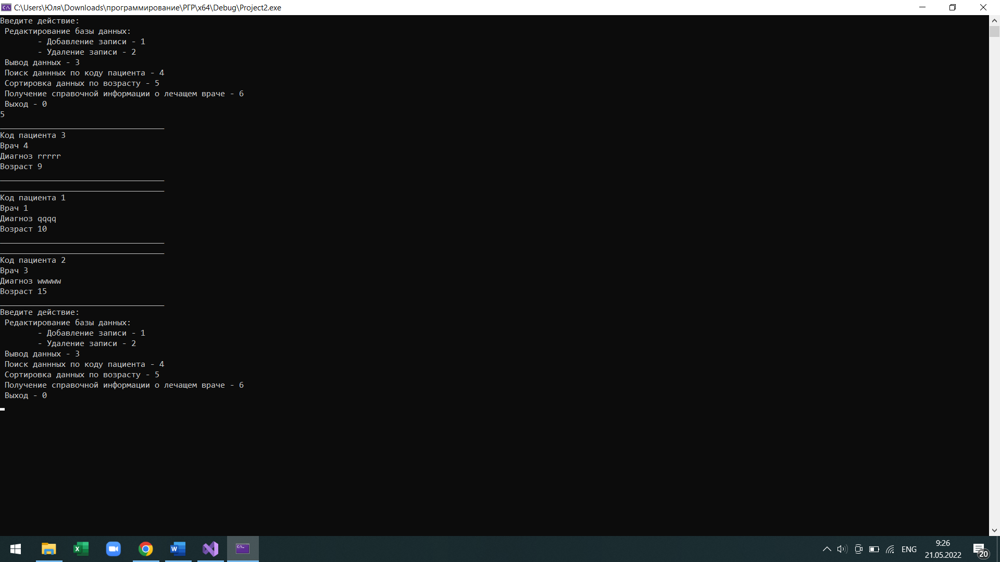 C:\Users\Юля\Downloads\программирование\РГР\x64\Debug\Project2.exe
Введите действие:
Редактирование базы данных:
- Добавление записи - 1
- Удаление записи - 2
Вывод данных - 3
Поиск даннных по коду пациента - 4
Сортировка данных по возрасту - 5
Получение справочной информации о лечащем враче - 6
Выход - 0
5
___________________________________
Код пациента 3
Врач 4
Диагноз rrrrr
Возраст 9
___________________________________
___________________________________
Код пациента 1
Врач 1
Диагноз qqqq
Возраст 10
___________________________________
___________________________________
Код пациента 2
Врач 3
Диагноз wwwww
Возраст 15
___________________________________
Введите действие:
Редактирование базы данных:
- Добавление записи - 1
- Удаление записи - 2
Вывод данных - 3
Поиск даннных по коду пациента - 4
Сортировка данных по возрасту - 5
Получение справочной информации о лечащем враче - 6
Выход - 0
ENG
9:26
21.05.2022
20